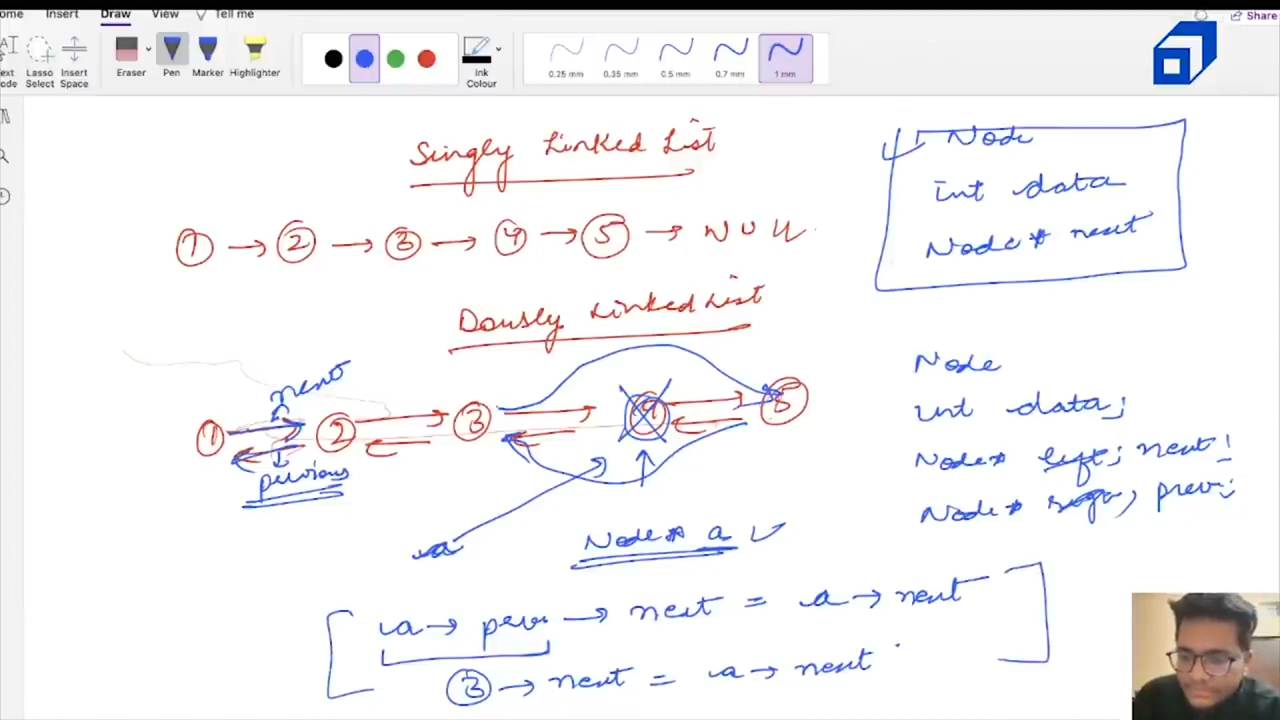 ome Insert Draw View Tell me Share
Eraser Pen Marker Highlighter
Text Mode Lasso Select Insert Space
Ink Colour
0.25 mm 0.35 mm 0.5 mm 0.7 mm 1 mm
Singly Linked List
1 → 2 → 3 → 4 → 5 → NULL
Node
int data
Node* next
Dously Linked List
next
1 2 3 4 5
previous
Node
int data;
Node* left; next;
Node* prev;
a
Node* a
a → prev → next = a → next
3 → next = a → next